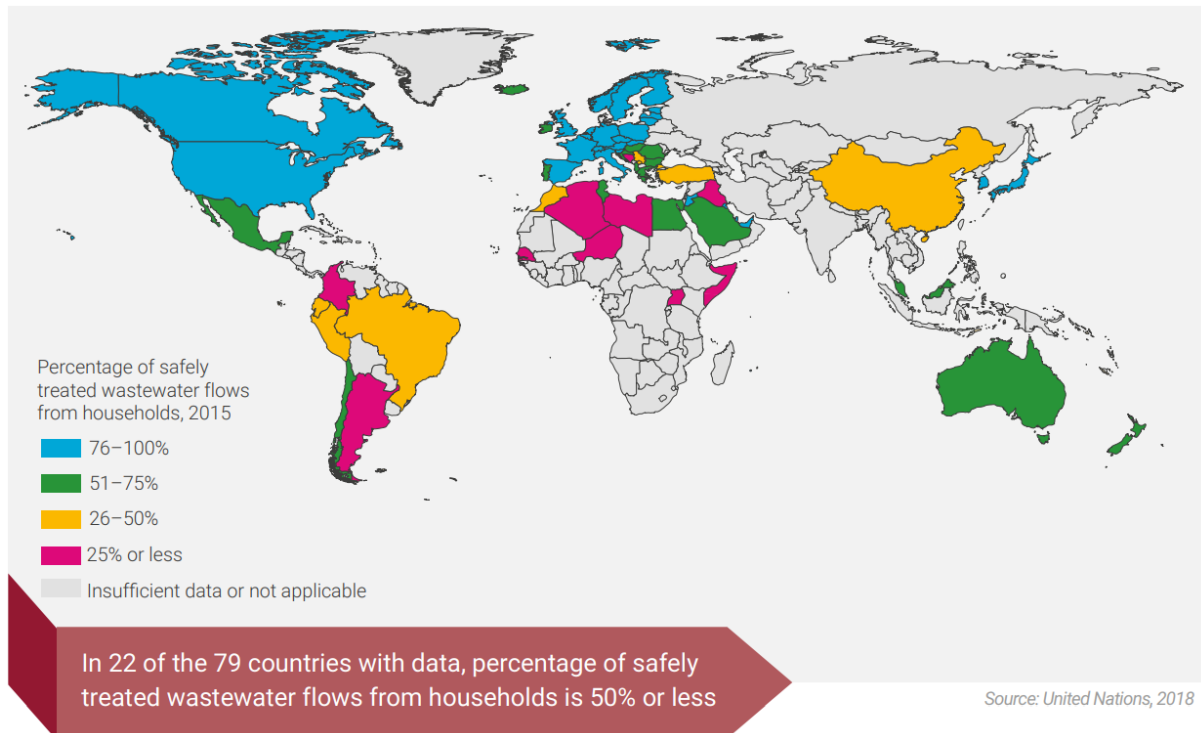 Percentage of safely
treated wastewater flows
from households, 2015
76–100%
51–75%
26–50%
25% or less
Insufficient data or not applicable
In 22 of the 79 countries with data, percentage of safely
treated wastewater flows from households is 50% or less
Source: United Nations, 2018